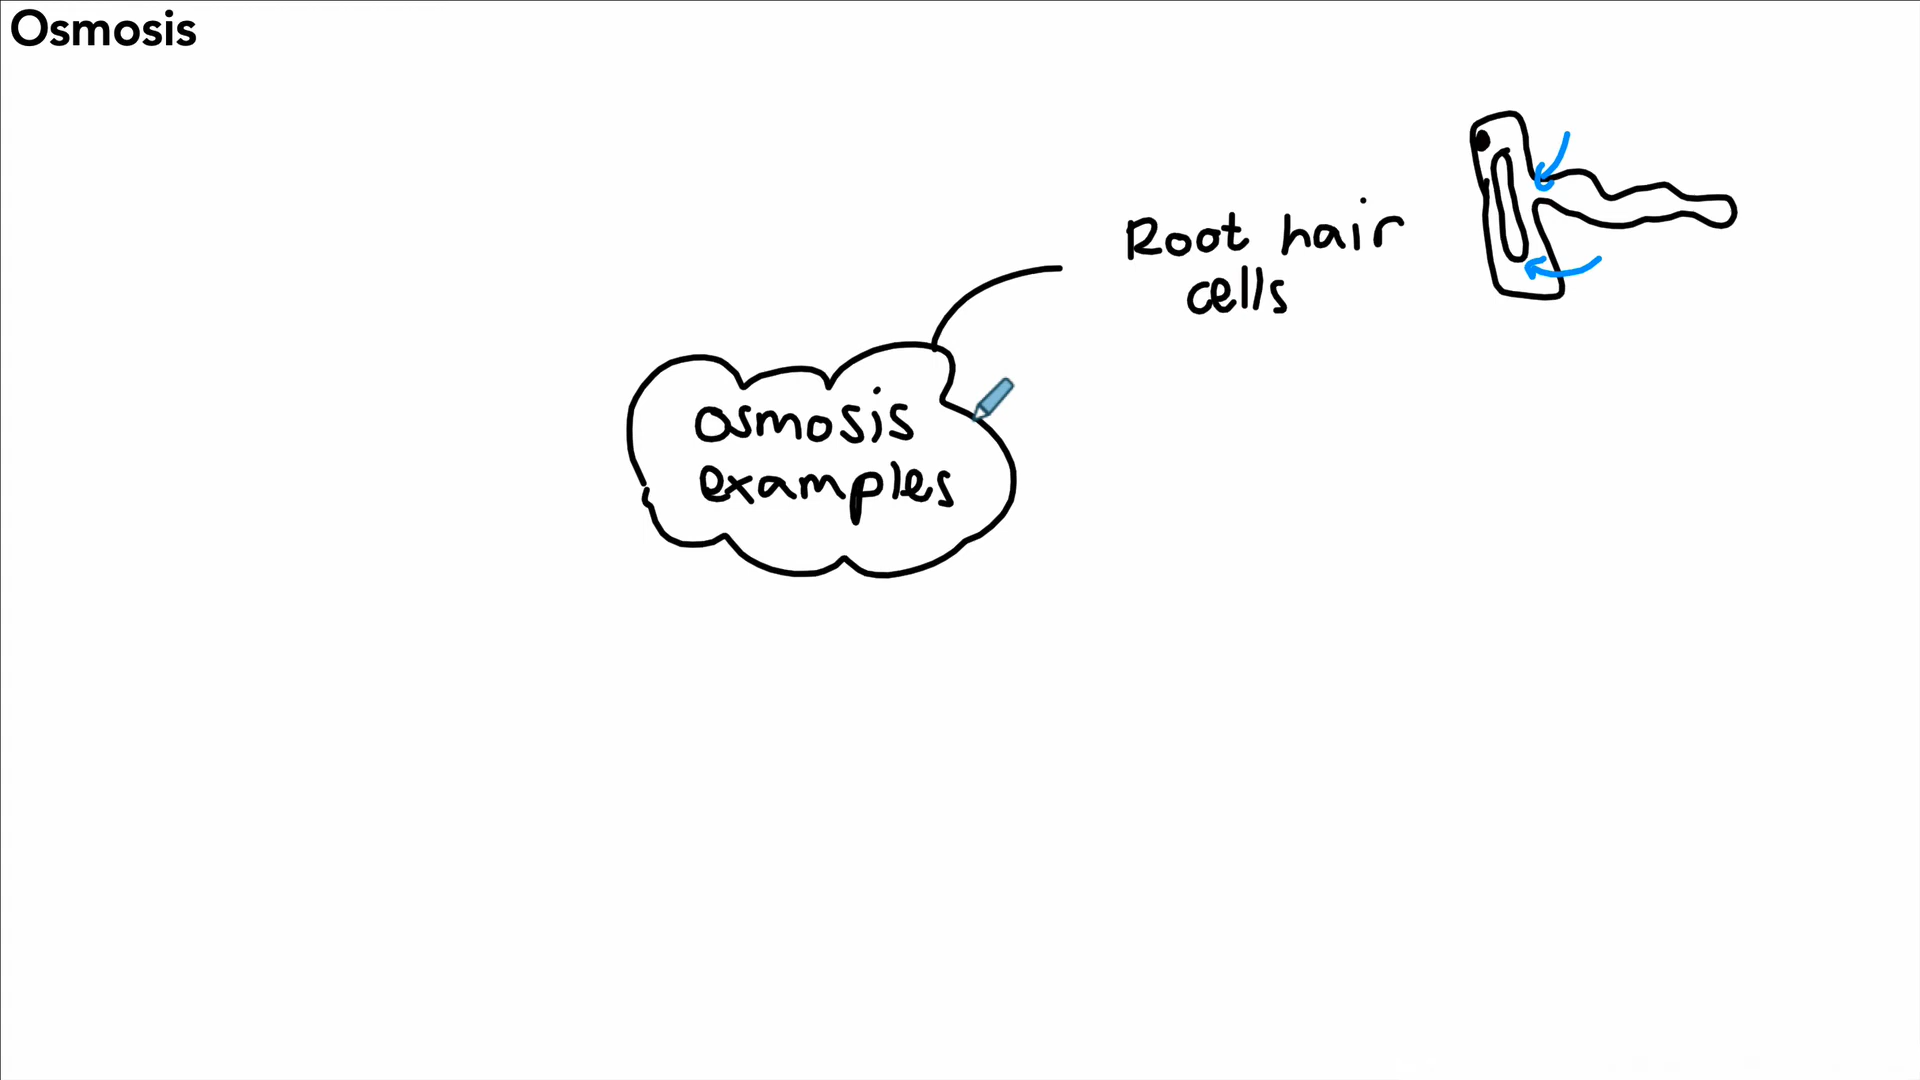 Osmosis
Root hair
cells
osmosis
examples